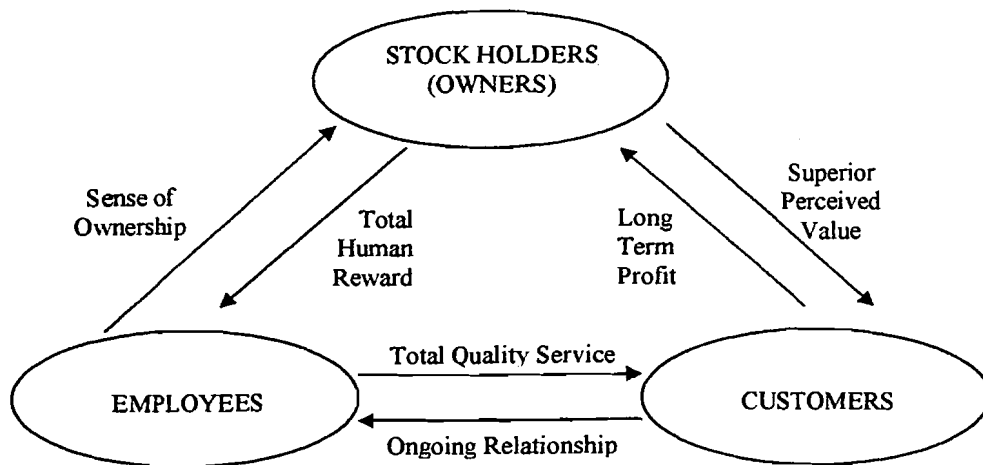 STOCK HOLDERS
(OWNERS)
Sense of
Ownership
Total
Human
Reward
Long
Term
Profit
Superior
Perceived
Value
Total Quality Service
EMPLOYEES
CUSTOMERS
Ongoing Relationship